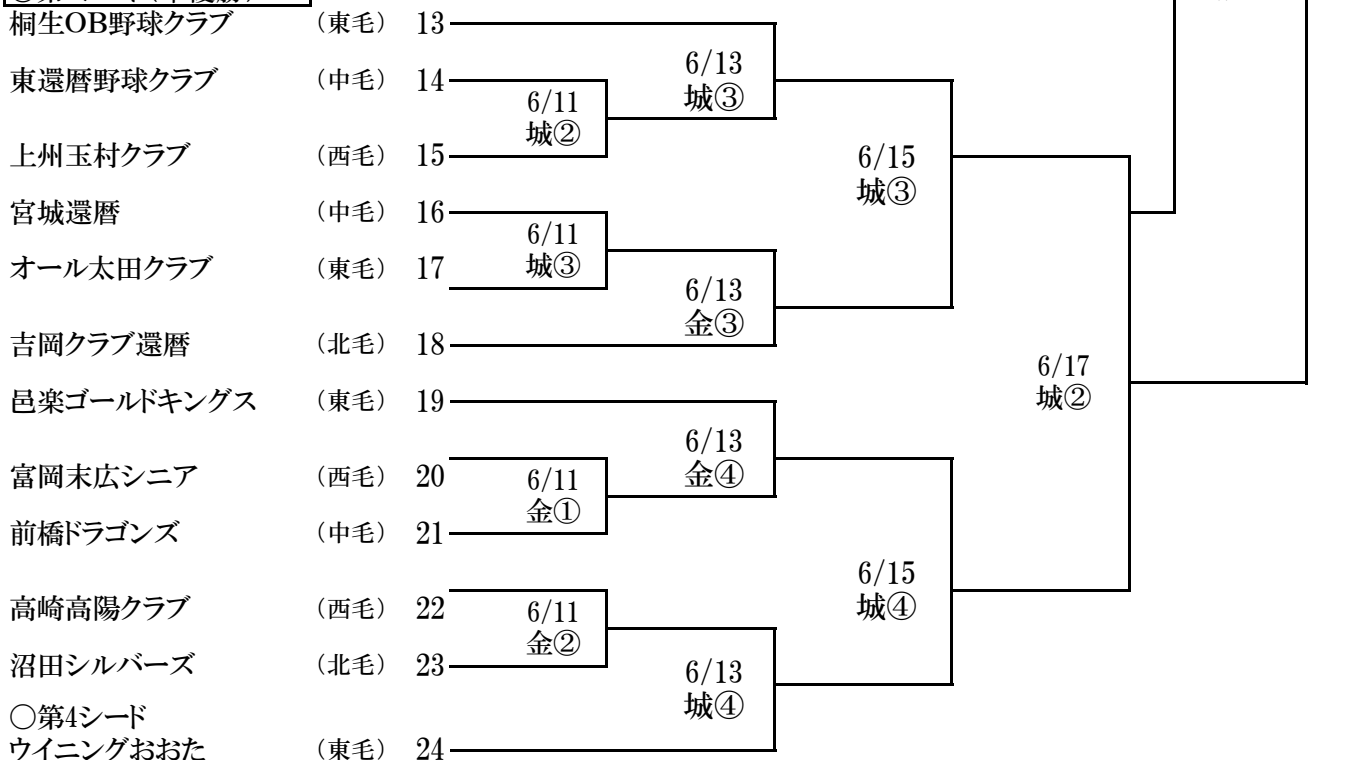 桐生OB野球クラブ （東毛） 13
6/13
東還暦野球クラブ （中毛） 14
城③
6/11
城②
上州玉村クラブ （西毛） 15
6/15
城③
宮城還暦 （中毛） 16
6/11
城③
オール太田クラブ （東毛） 17
6/13
金③
吉岡クラブ還暦 （北毛） 18
6/17
城②
邑楽ゴールドキングス （東毛） 19
6/13
金④
富岡末広シニア （西毛） 20
6/11
金①
前橋ドラゴンズ （中毛） 21
6/15
城④
高崎高陽クラブ （西毛） 22
6/11
金②
沼田シルバーズ （北毛） 23
6/13
城④
○第4シード
ウイニングおおた （東毛） 24